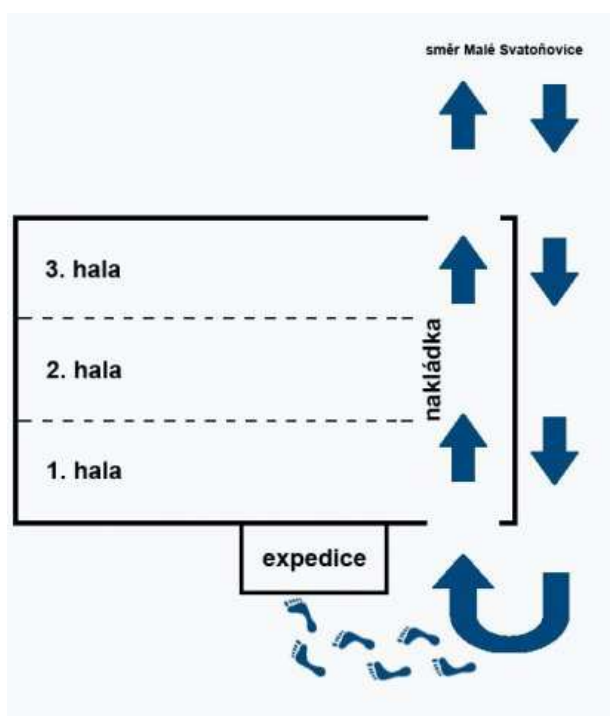 směr Malé Svatoňovice
3. hala
nakládka
2. hala
1. hala
expedice